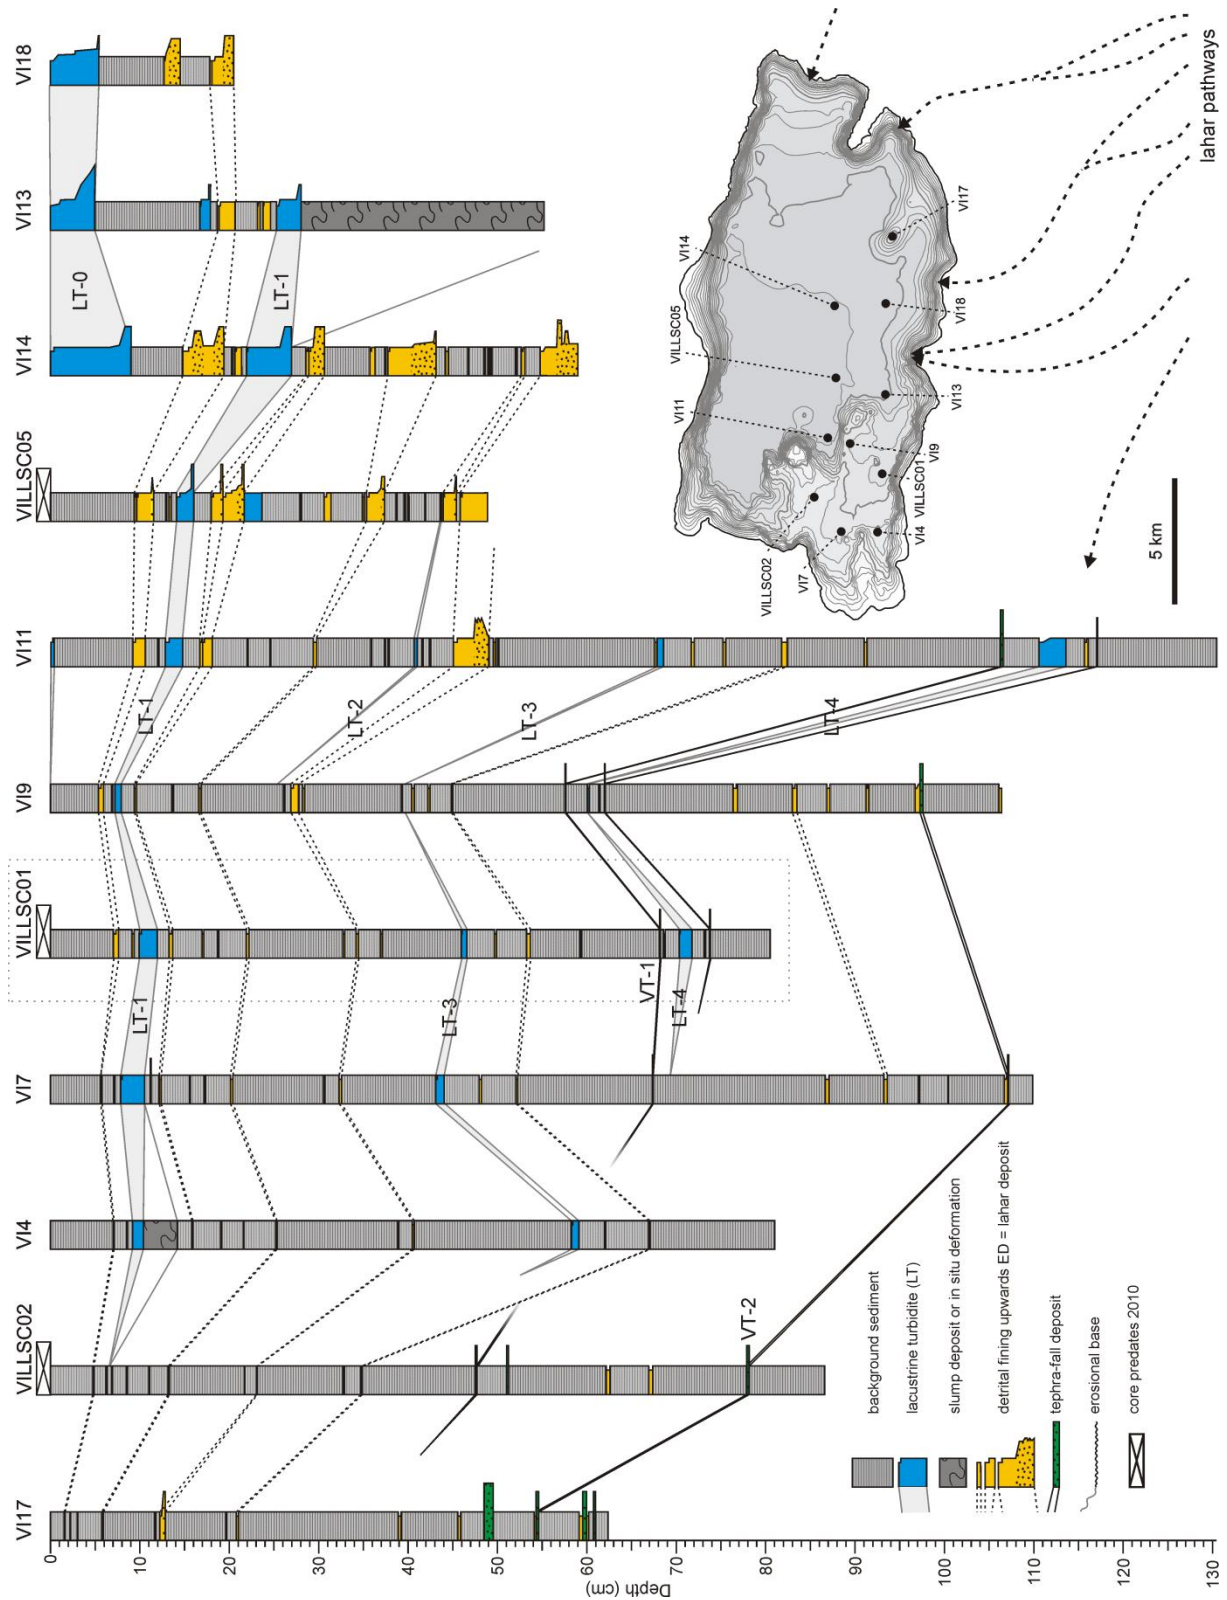 VI17
VILLSC02
VI4
VI7
VILLSC01
VI9
VI11
VILLSC05
VI14
VI13
VI18
0
10
20
30
40
50
60
70
80
90
100
110
120
130
Depth (cm)
LT-0
LT-1
LT-1
LT-1
LT-2
LT-3
LT-3
LT-4
LT-4
VT-1
VT-2
background sediment
lacustrine turbidite (LT)
slump deposit or in situ deformation
detrital fining upwards ED = lahar deposit
tephra-fall deposit
erosional base
core predates 2010
VILLSC02
VI7
VI4
VILLSC01
VI9
VI11
VILLSC05
VI14
VI13
VI18
VI17
5 km
lahar pathways